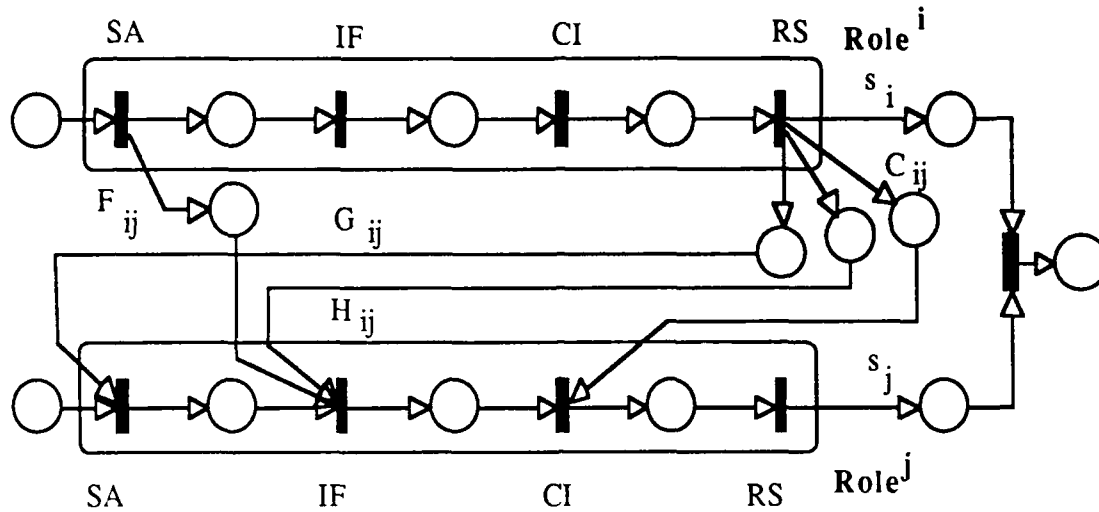 SA IF CI RS Role^i
s_i
C_ij
F_ij
G_ij
H_ij
s_j
SA IF CI RS Role^j